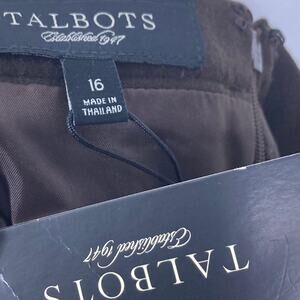 TALBOTS
Established 1947
16
MADE IN
THAILAND
Established 1947
TALBOTS